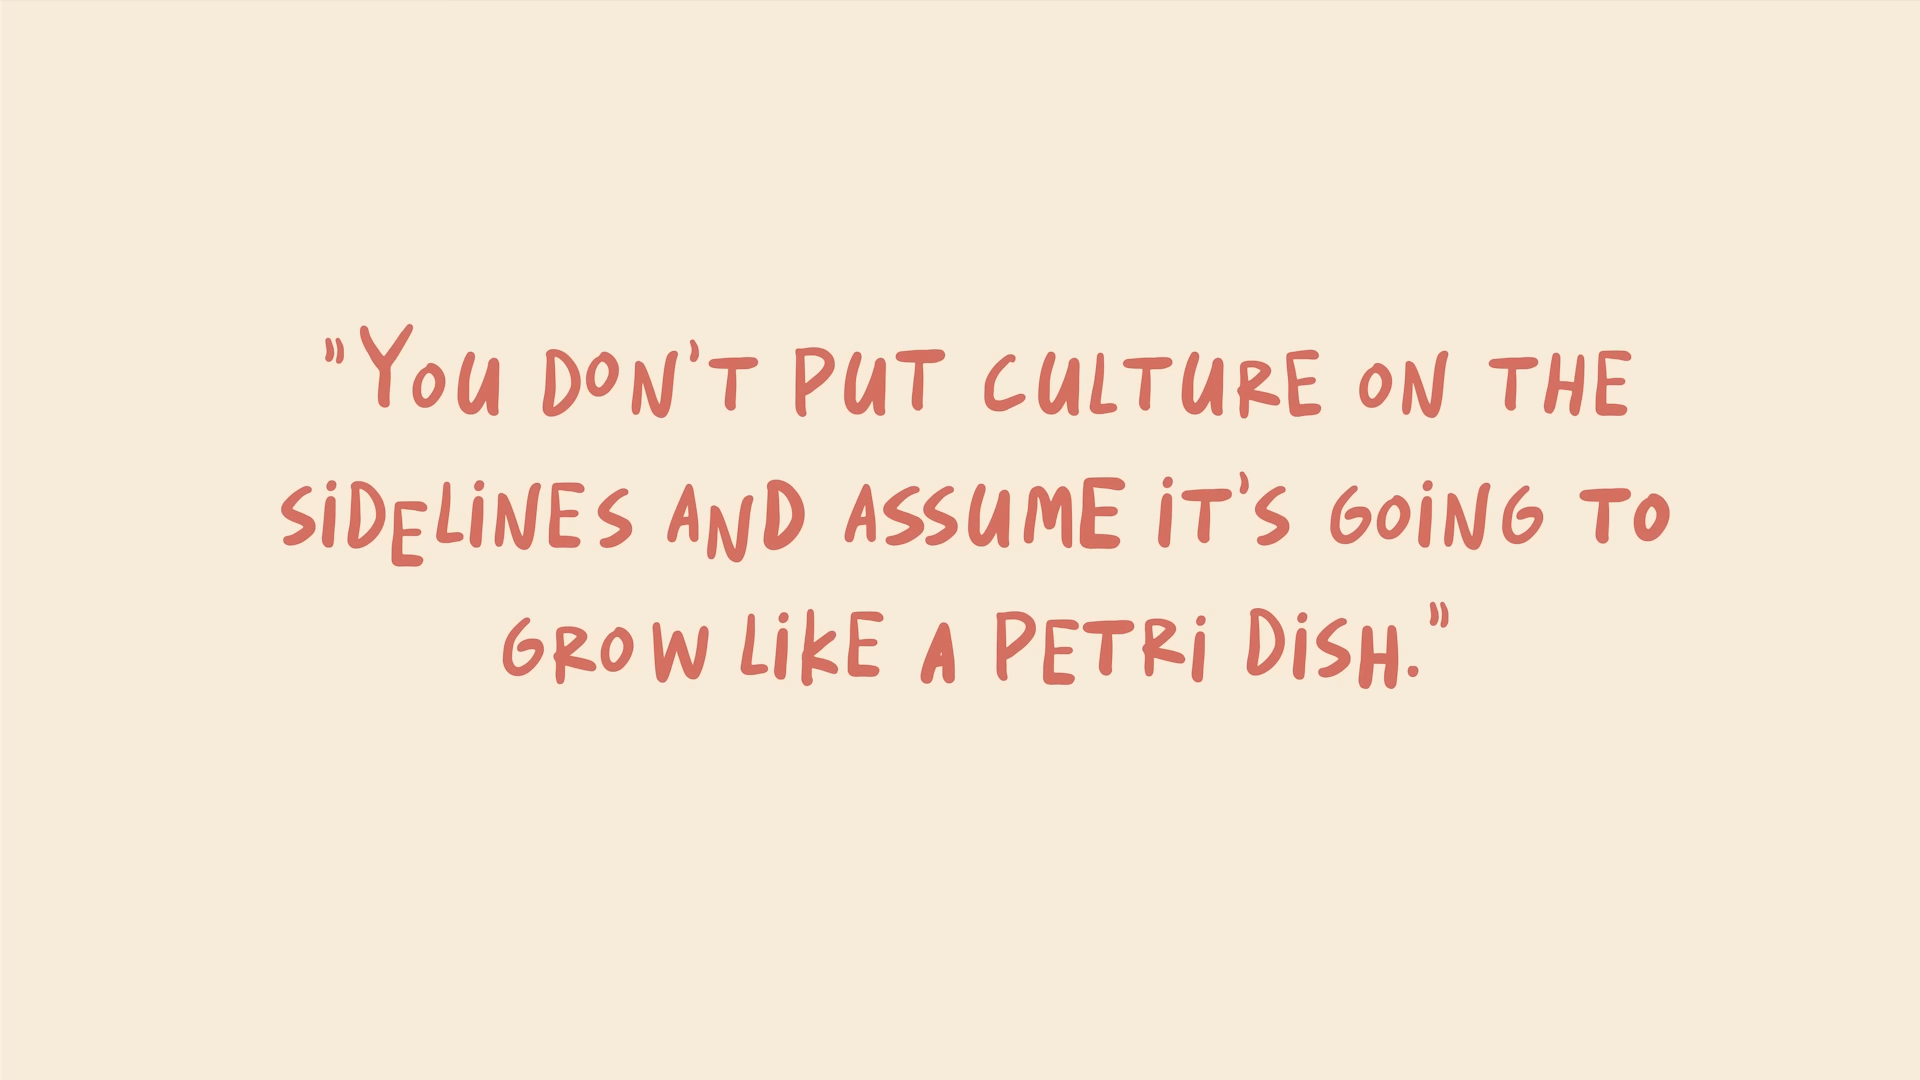 "You don't put culture on the
sidelines and assume it's going to
grow like a Petri Dish."